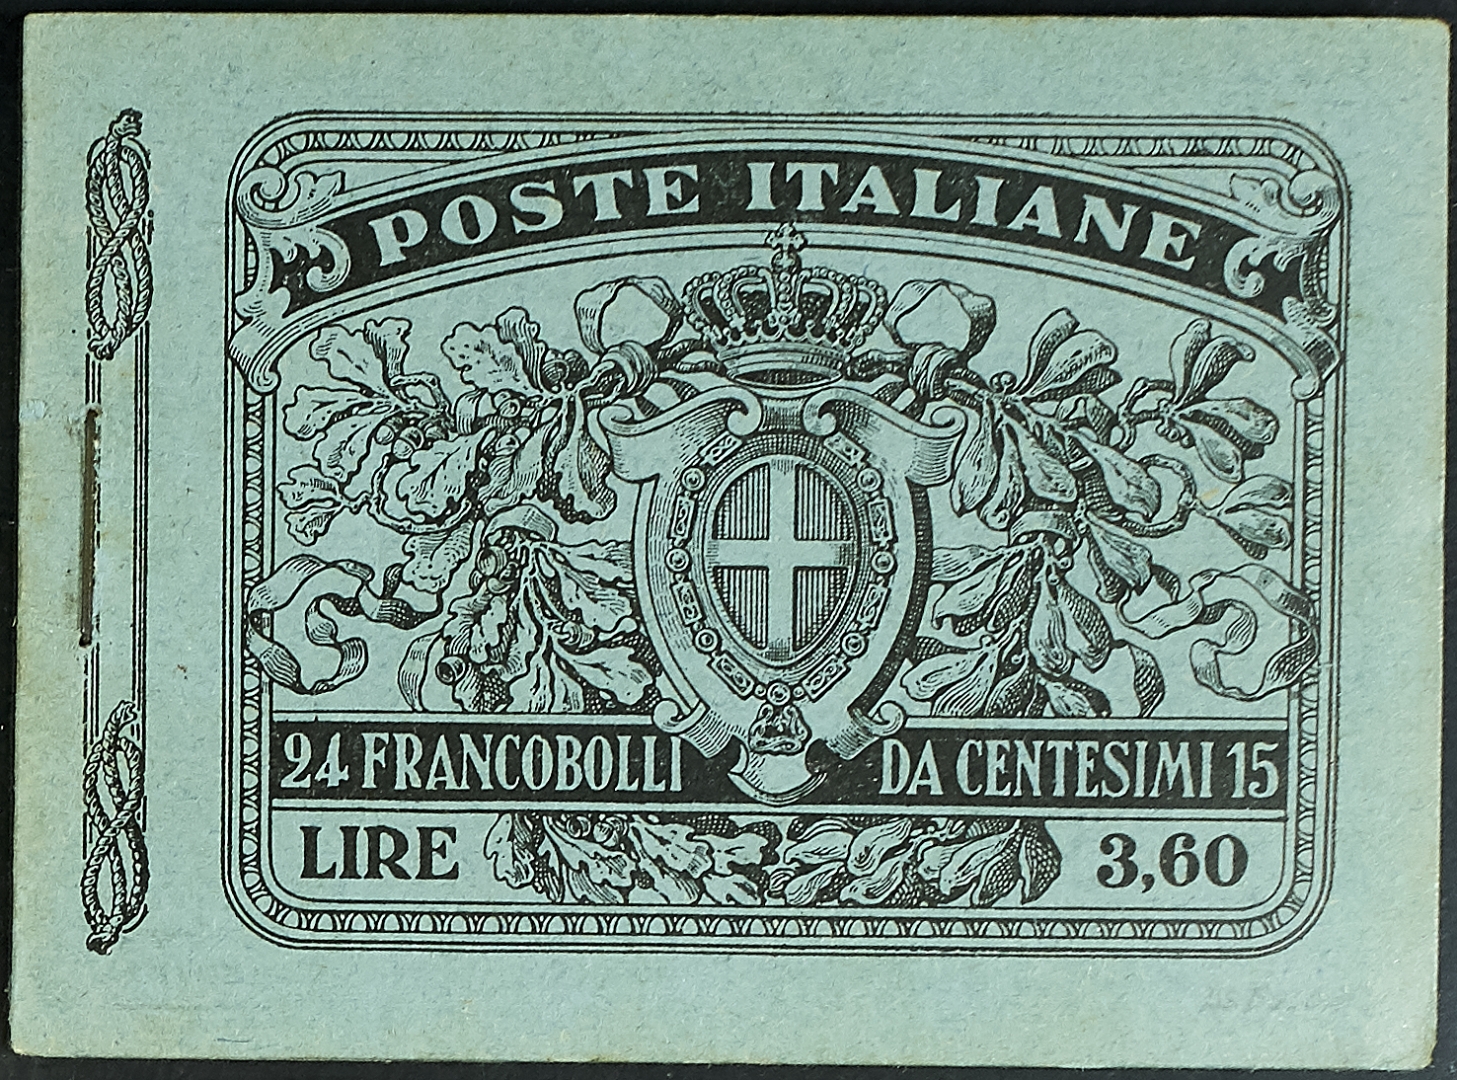 POSTE ITALIANE
24 FRANCOBOLLI DA CENTESIMI 15
LIRE 3,60